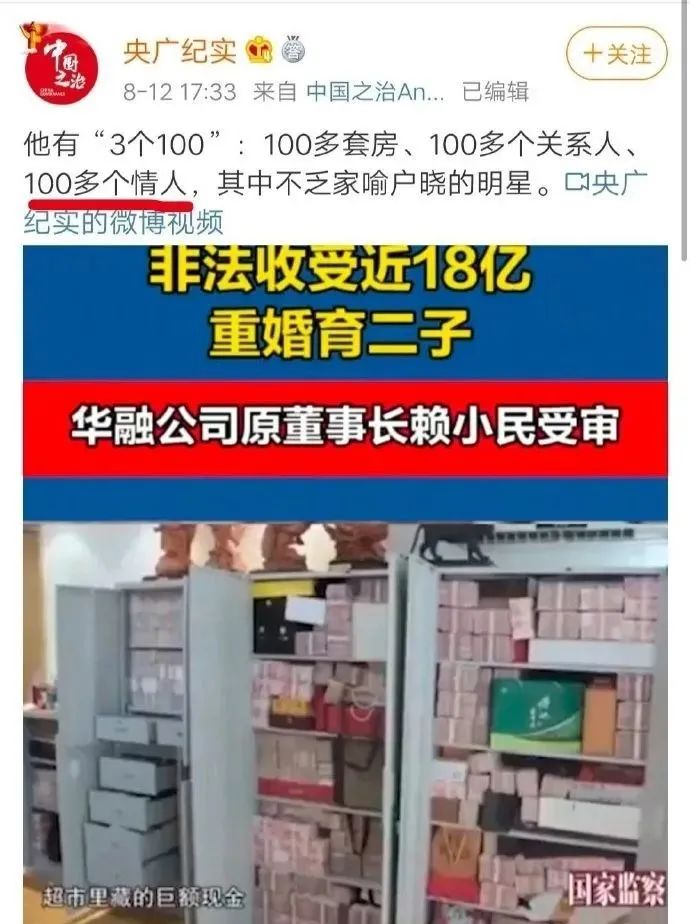 中国之治
央广纪实
+关注
8-12 17:33 来自 中国之治An... 已编辑
他有“3个100”：100多套房、100多个关系人、
100多个情人，其中不乏家喻户晓的明星。央广
纪实的微博视频
非法收受近18亿
重婚育二子
华融公司原董事长赖小民受审
超市里藏的巨额现金
国家监察